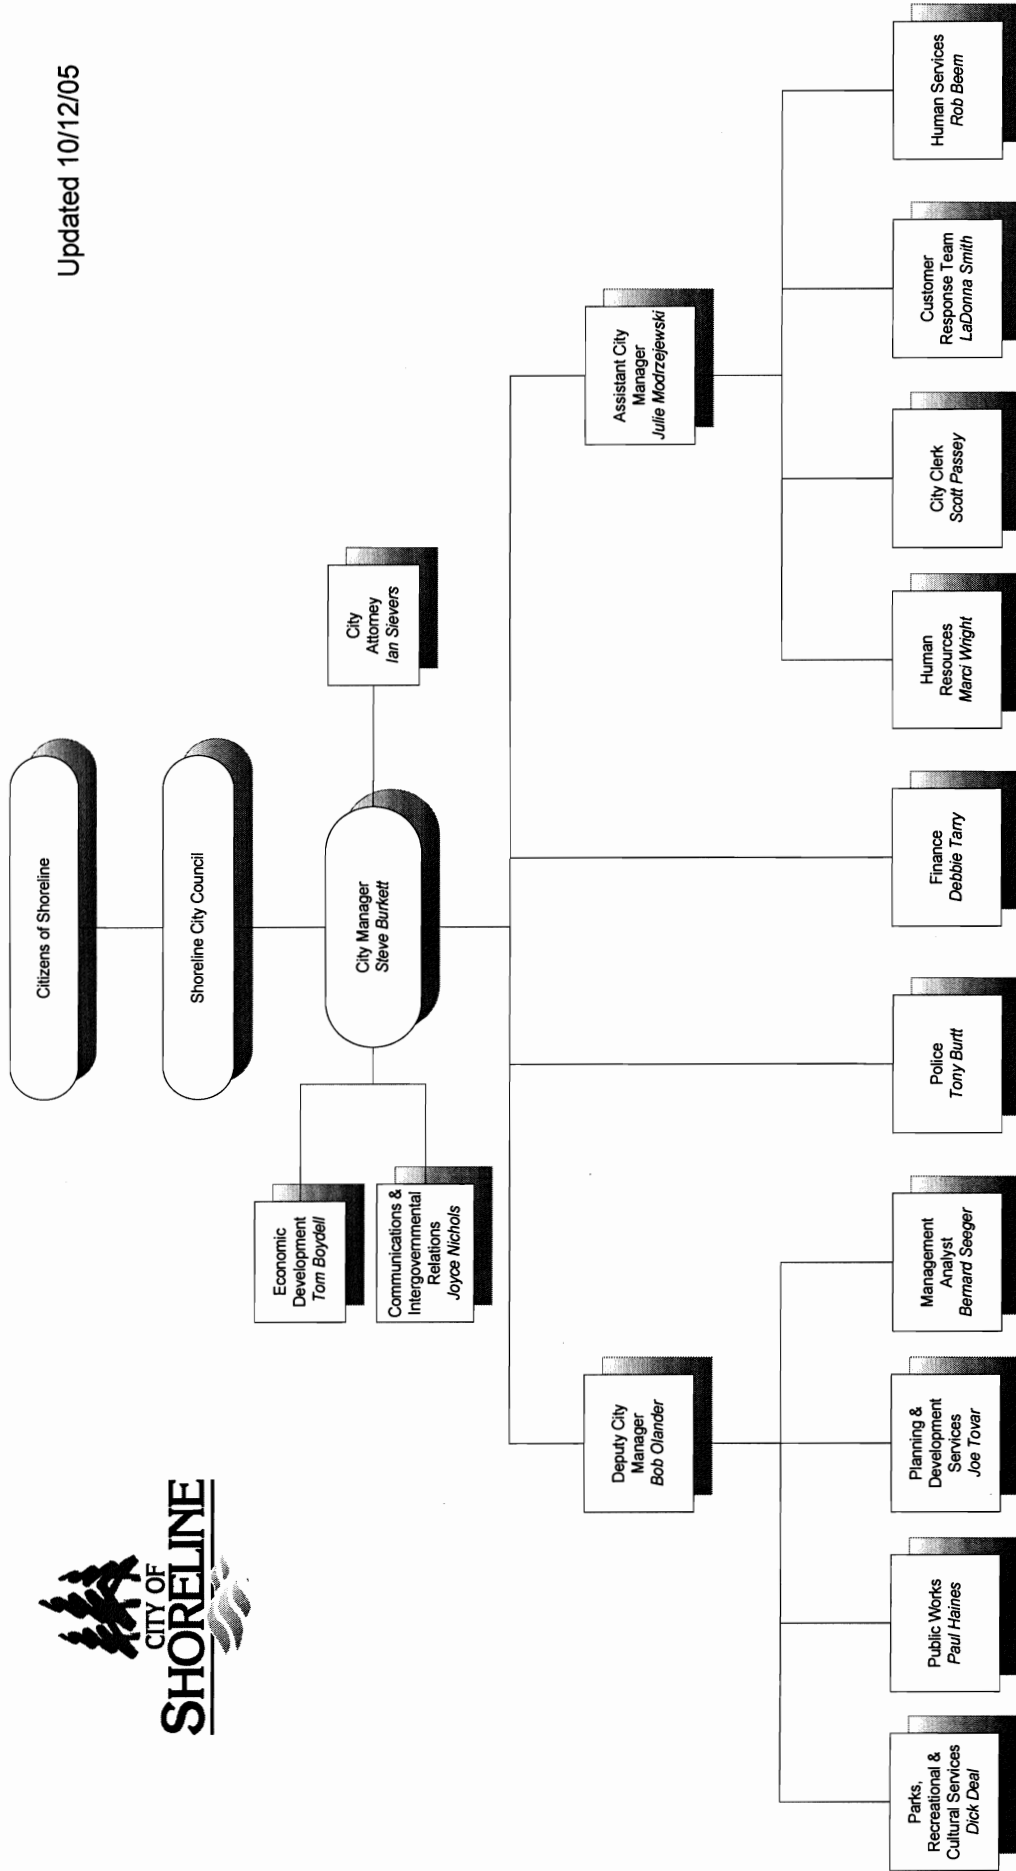 CITY OF
SHORELINE
Updated 10/12/05
Citizens of Shoreline
Shoreline City Council
City Manager
Steve Burkett
City
Attorney
Ian Sievers
Economic
Development
Tom Boydell
Communications &
Intergovernmental
Relations
Joyce Nichols
Deputy City
Manager
Bob Olander
Assistant City
Manager
Julie Modrzejewski
Parks,
Recreational &
Cultural Services
Dick Deal
Public Works
Paul Haines
Planning &
Development
Services
Joe Tovar
Management
Analyst
Bernard Seeger
Police
Tony Burtt
Finance
Debbie Tarry
Human
Resources
Marci Wright
City Clerk
Scott Passey
Customer
Response Team
LaDonna Smith
Human Services
Rob Beem